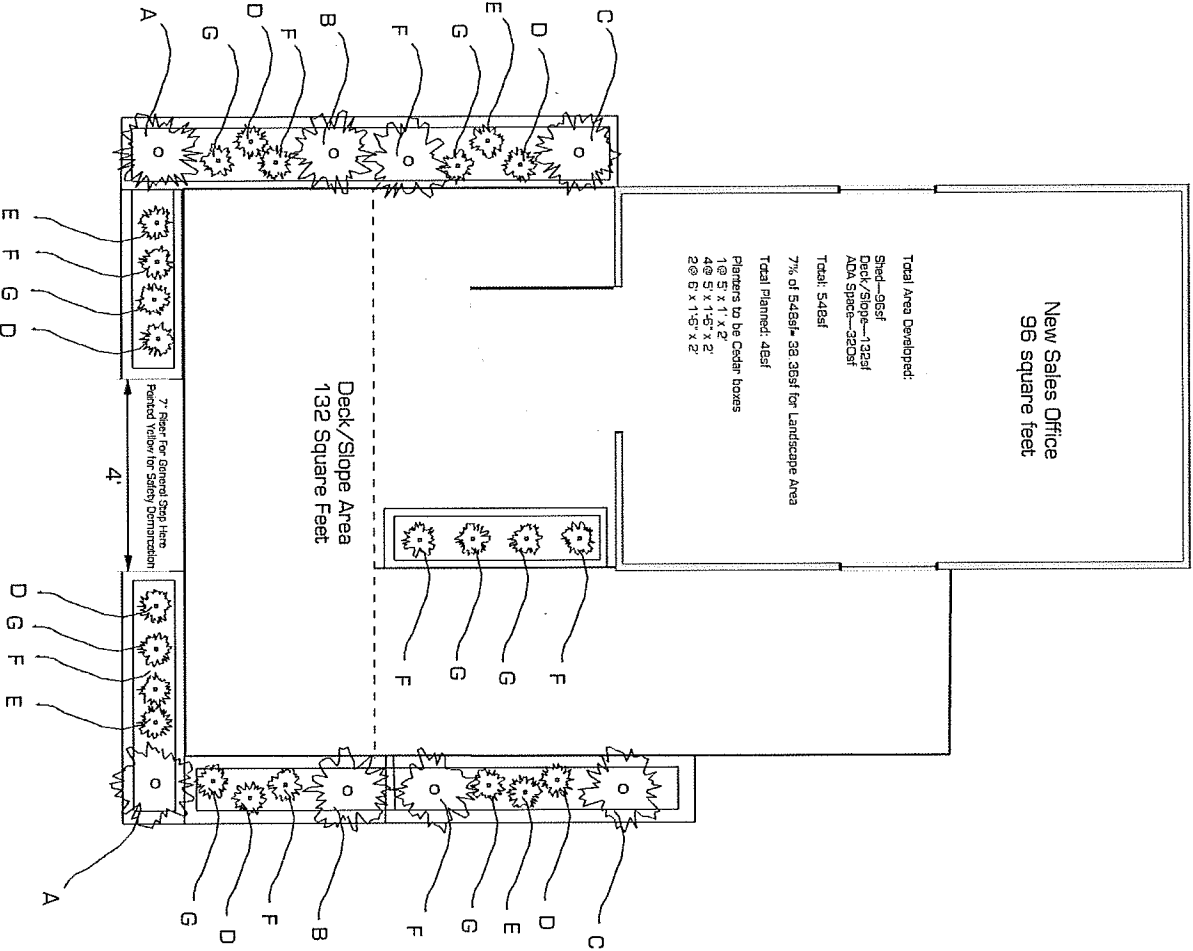 New Sales Office
96 square feet
Total Area Developed:
Shed—96sf
Deck/Slope—132sf
ADA Space—320sf
Total: 548sf
7% of 548sf= 38.36sf for Landscape Area
Total Planned: 48sf
Planters to be Cedar boxes
1@ 5' x 1' x 2'
4@ 5' x 1'-6" x 2'
2@ 6' x 1'-6" x 2'
C
D
E
G
F
B
F
D
G
A
F
G
G
F
C
D
E
G
F
B
F
D
G
A
Deck/Slope Area
132 Square Feet
7" Riser For General Step Here
Painted Yellow for Safety Demarcation
4'
E F G D
D G F E